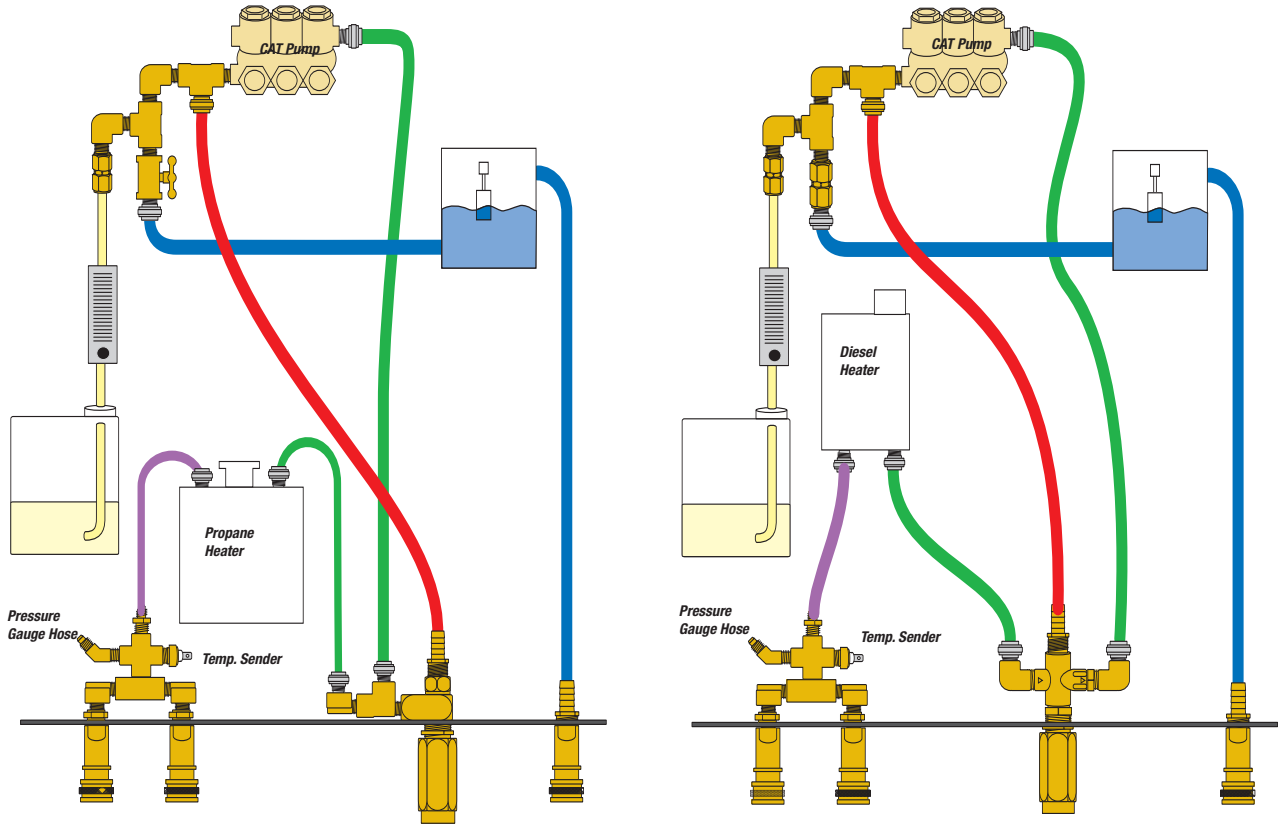 CAT Pump
Propane
Heater
Pressure
Gauge Hose
Temp. Sender
CAT Pump
Diesel
Heater
Pressure
Gauge Hose
Temp. Sender